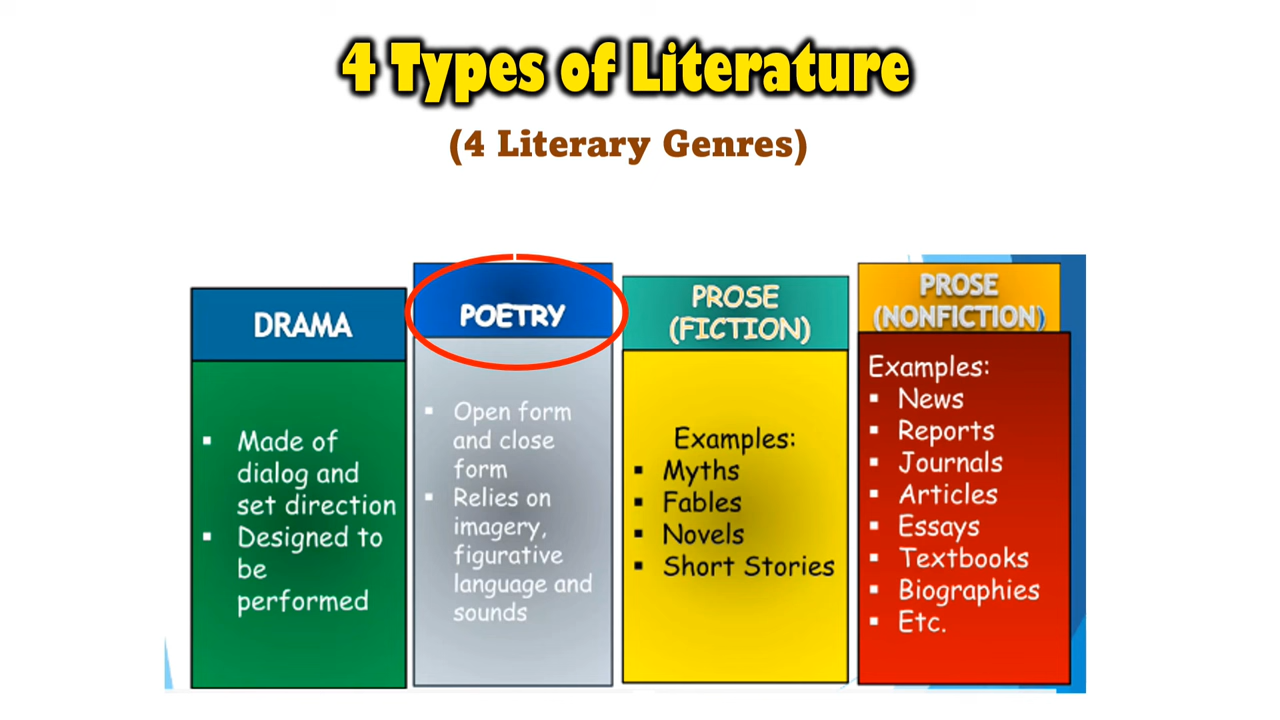 4 Types of Literature
(4 Literary Genres)
DRAMA
▪ Made of
dialog and
set direction
▪ Designed to
be
performed
POETRY
▪ Open form
and close
form
▪ Relies on
imagery,
figurative
language and
sounds
PROSE
(FICTION)
Examples:
▪ Myths
▪ Fables
▪ Novels
▪ Short Stories
PROSE
(NONFICTION)
Examples:
▪ News
▪ Reports
▪ Journals
▪ Articles
▪ Essays
▪ Textbooks
▪ Biographies
▪ Etc.